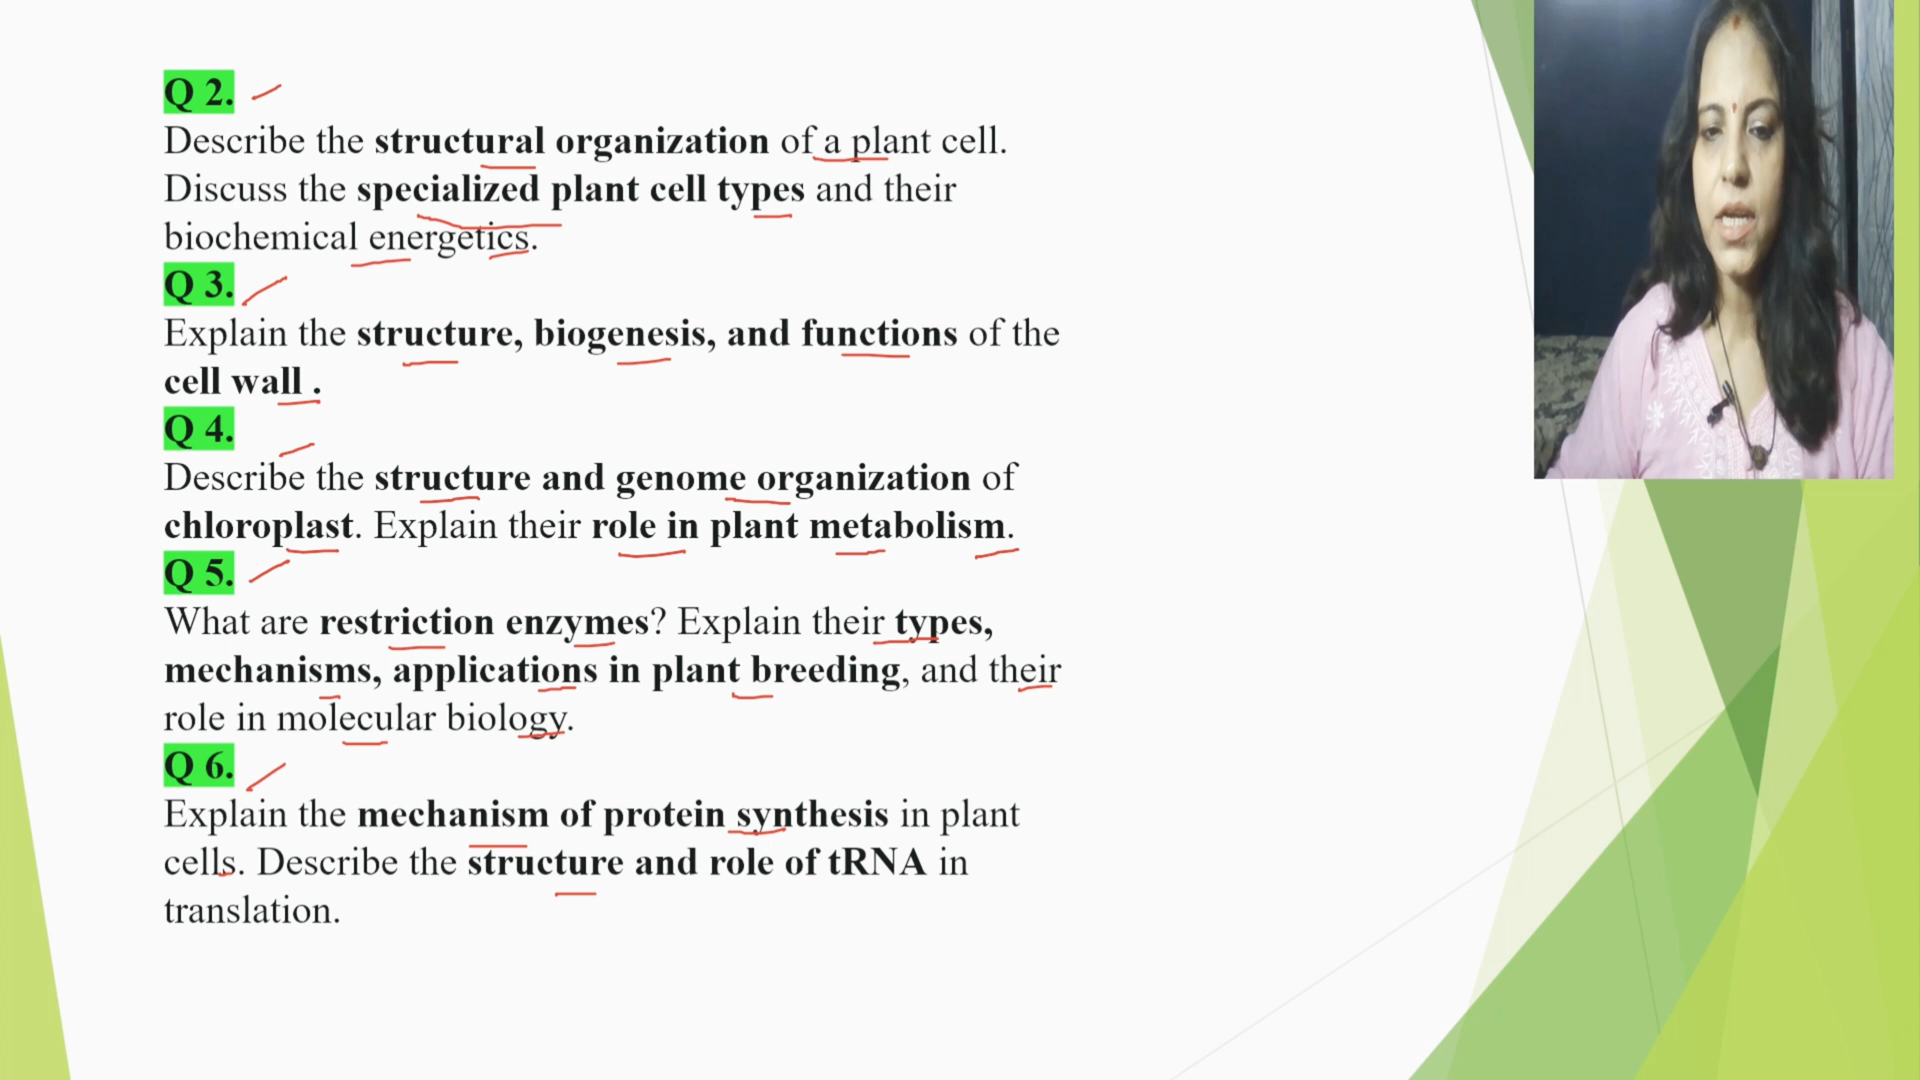 Q 2.
Describe the structural organization of a plant cell.
Discuss the specialized plant cell types and their
biochemical energetics.
Q 3.
Explain the structure, biogenesis, and functions of the
cell wall .
Q 4.
Describe the structure and genome organization of
chloroplast. Explain their role in plant metabolism.
Q 5.
What are restriction enzymes? Explain their types,
mechanisms, applications in plant breeding, and their
role in molecular biology.
Q 6.
Explain the mechanism of protein synthesis in plant
cells. Describe the structure and role of tRNA in
translation.